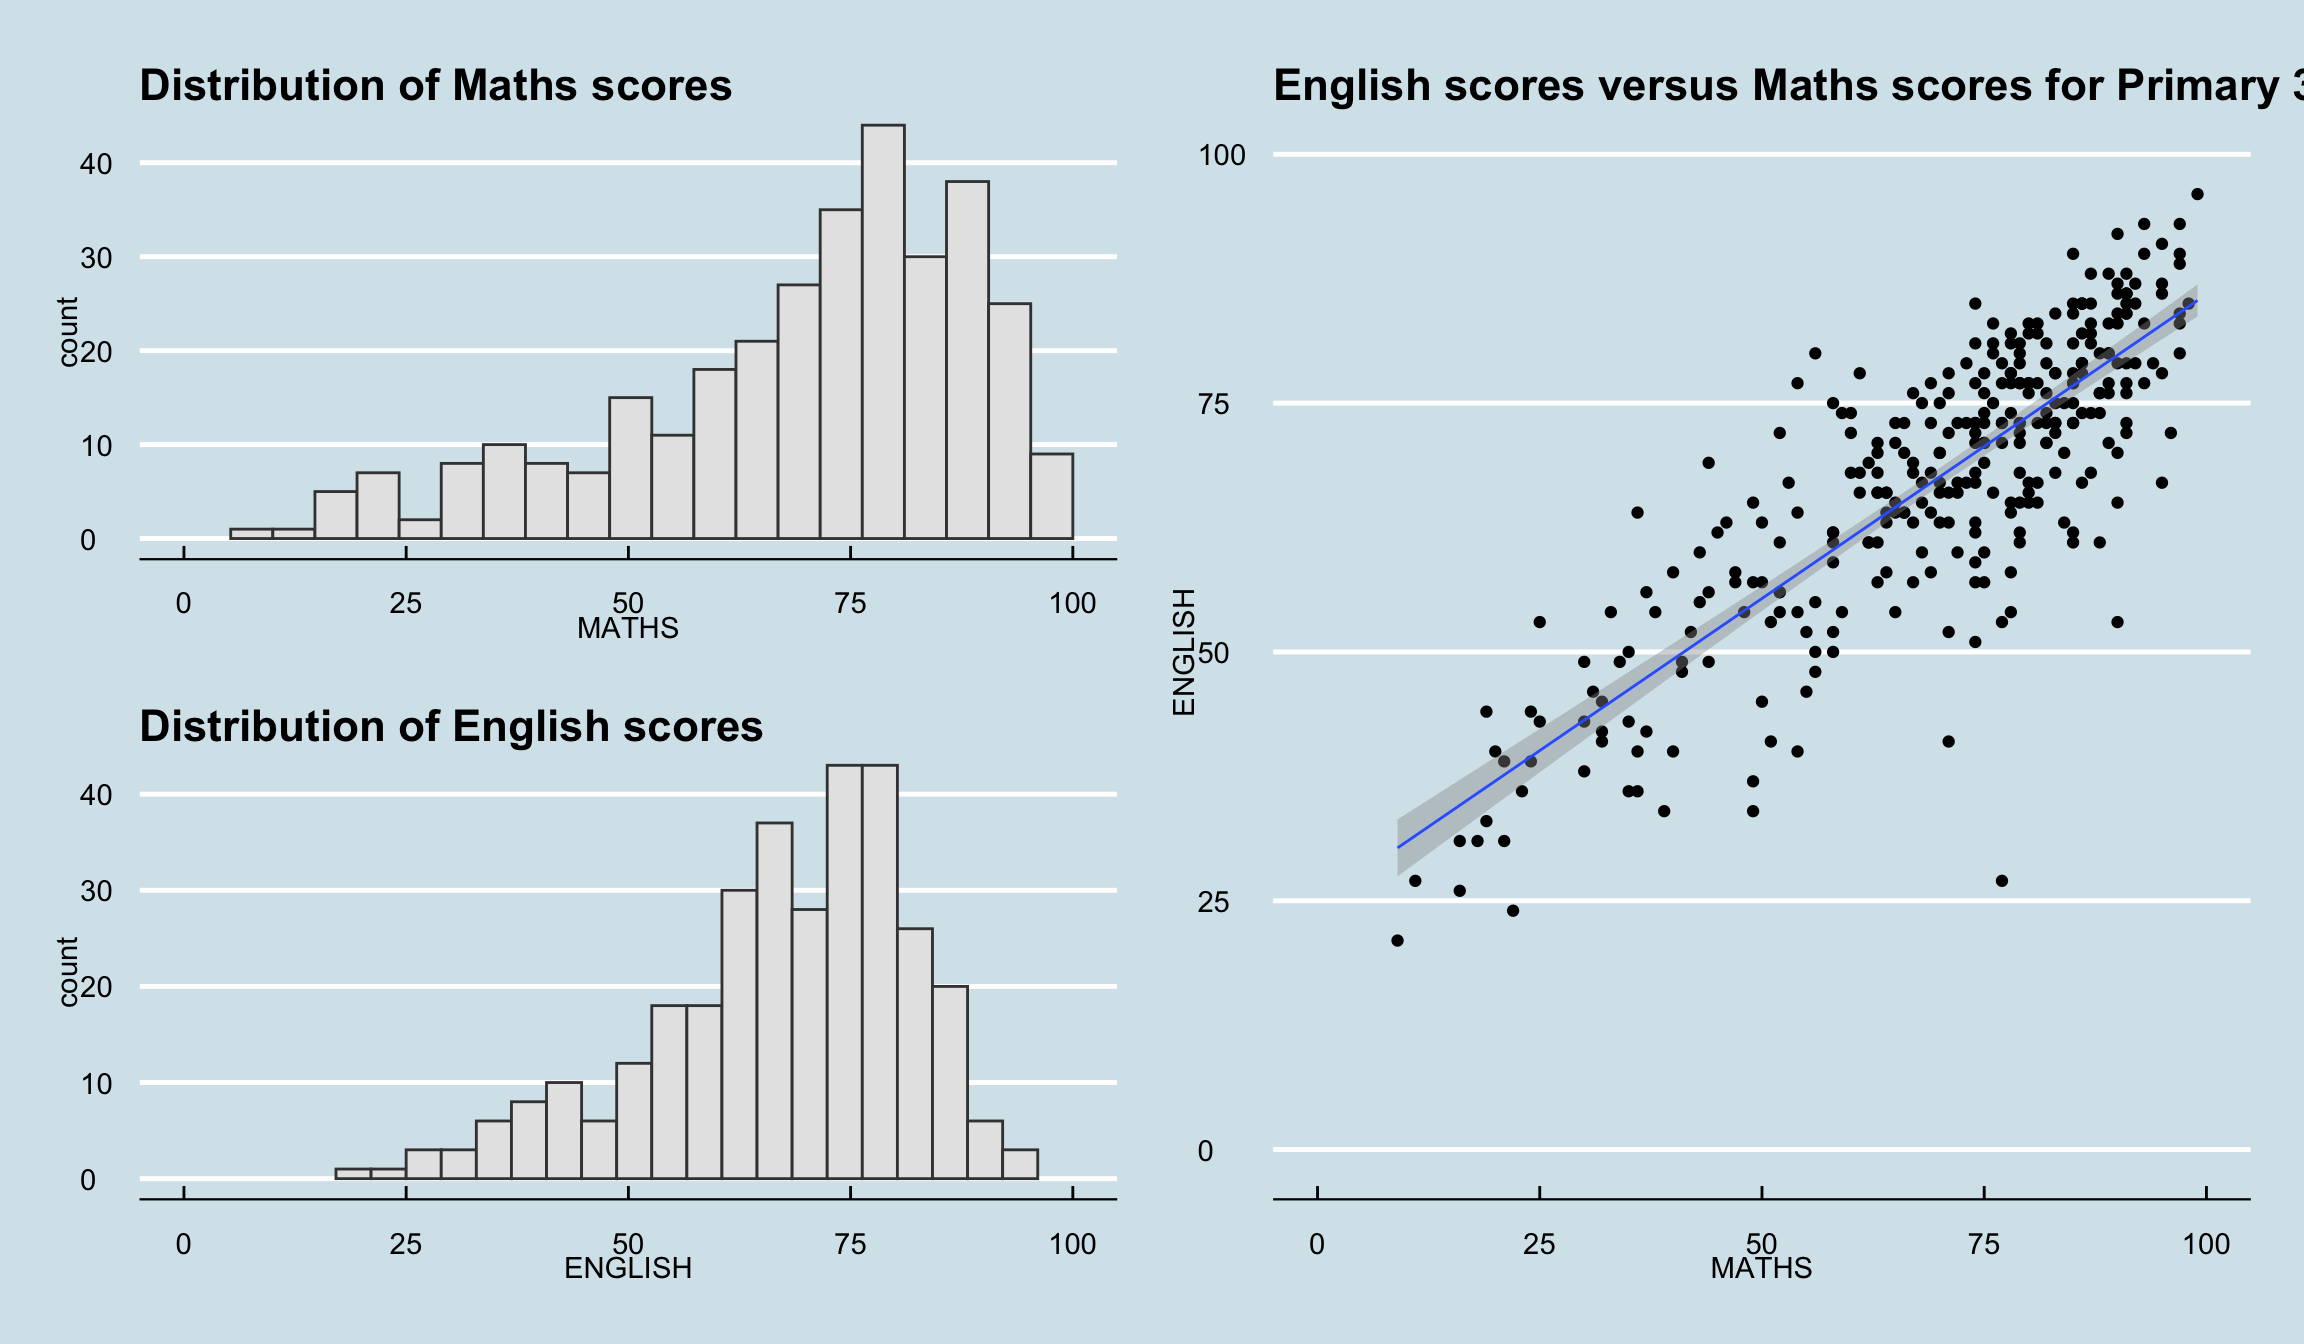 Distribution of Maths scores
40
30
20
10
0
count
0 25 50 75 100
MATHS
Distribution of English scores
40
30
20
10
0
count
0 25 50 75 100
ENGLISH
English scores versus Maths scores for Primary 3
100
75
50
25
0
ENGLISH
0 25 50 75 100
MATHS